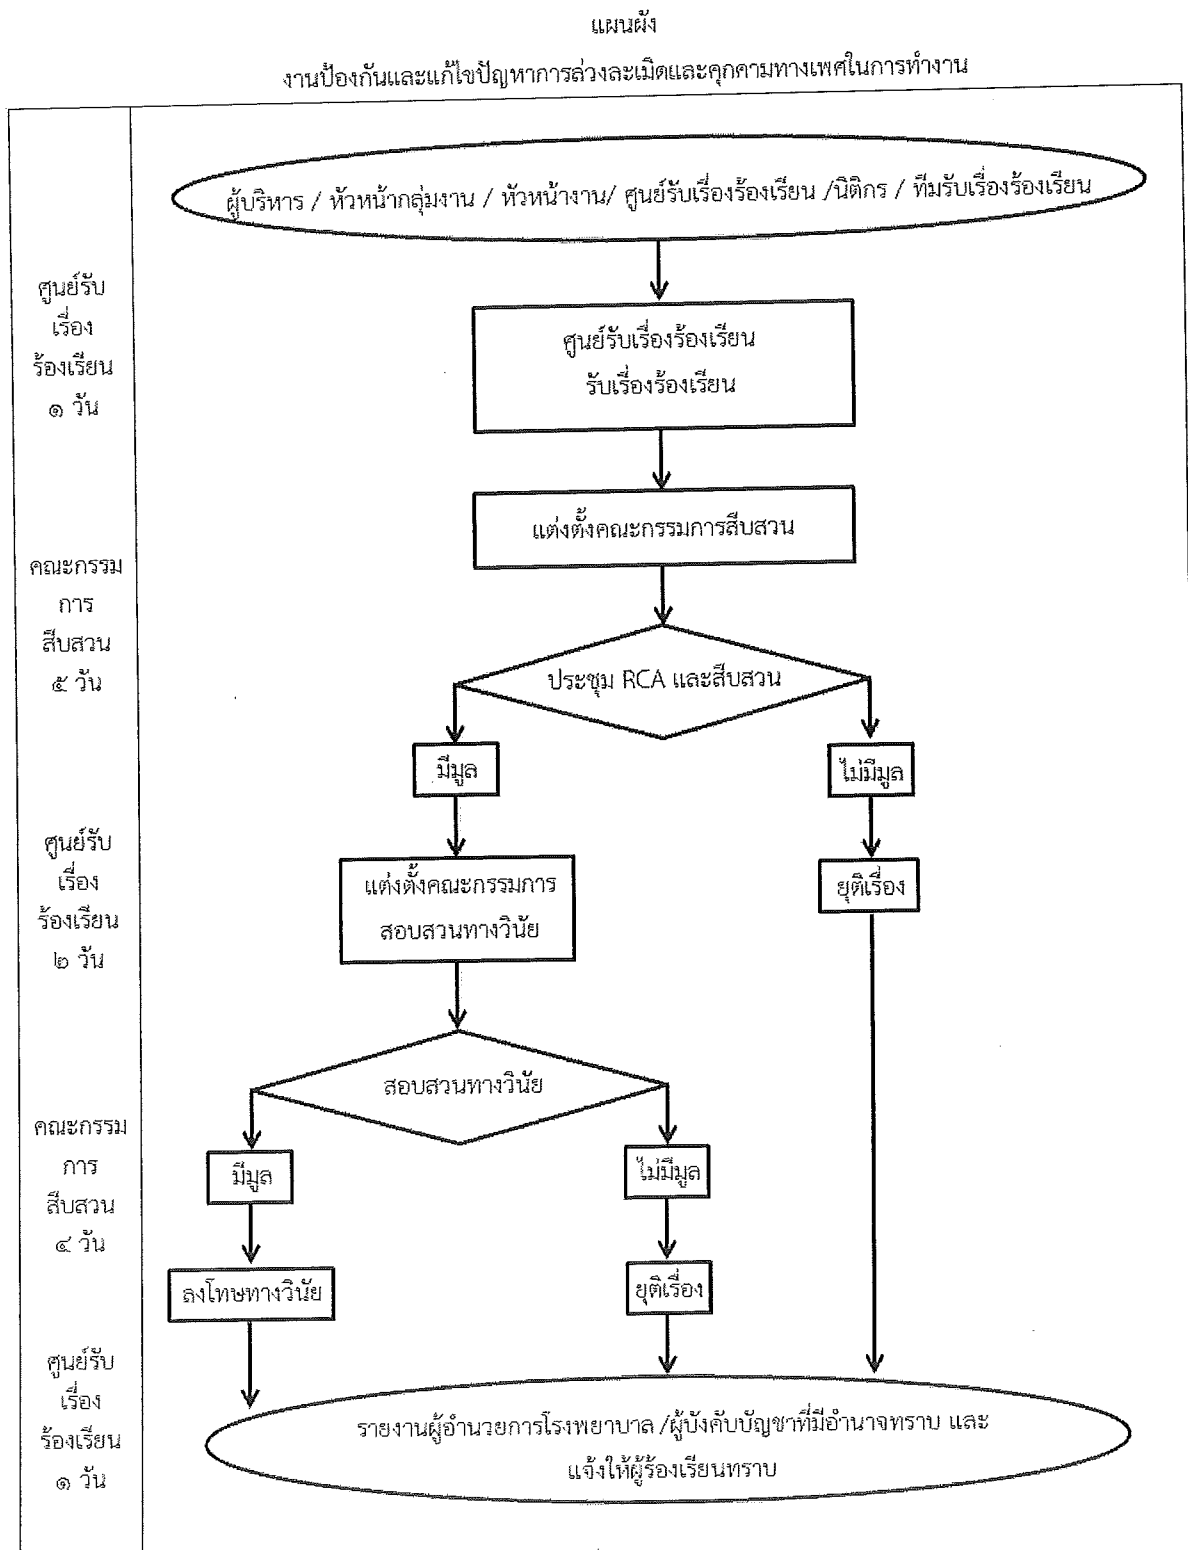 แผนผัง
งานป้องกันและแก้ไขปัญหาการล่วงละเมิดและคุกคามทางเพศในการทำงาน
ผู้บริหาร / หัวหน้ากลุ่มงาน / หัวหน้างาน/ ศูนย์รับเรื่องร้องเรียน /นิติกร / ทีมรับเรื่องร้องเรียน
ศูนย์รับ
เรื่อง
ร้องเรียน
๑ วัน
ศูนย์รับเรื่องร้องเรียน
รับเรื่องร้องเรียน
แต่งตั้งคณะกรรมการสืบสวน
คณะกรรม
การ
สืบสวน
๕ วัน
ประชุม RCA และสืบสวน
มีมูล
ไม่มีมูล
ศูนย์รับ
เรื่อง
ร้องเรียน
๒ วัน
แต่งตั้งคณะกรรมการ
สอบสวนทางวินัย
ยุติเรื่อง
สอบสวนทางวินัย
คณะกรรม
การ
สืบสวน
๔ วัน
มีมูล
ไม่มีมูล
ลงโทษทางวินัย
ยุติเรื่อง
ศูนย์รับ
เรื่อง
ร้องเรียน
๑ วัน
รายงานผู้อำนวยการโรงพยาบาล /ผู้บังคับบัญชาที่มีอำนาจทราบ และ
แจ้งให้ผู้ร้องเรียนทราบ